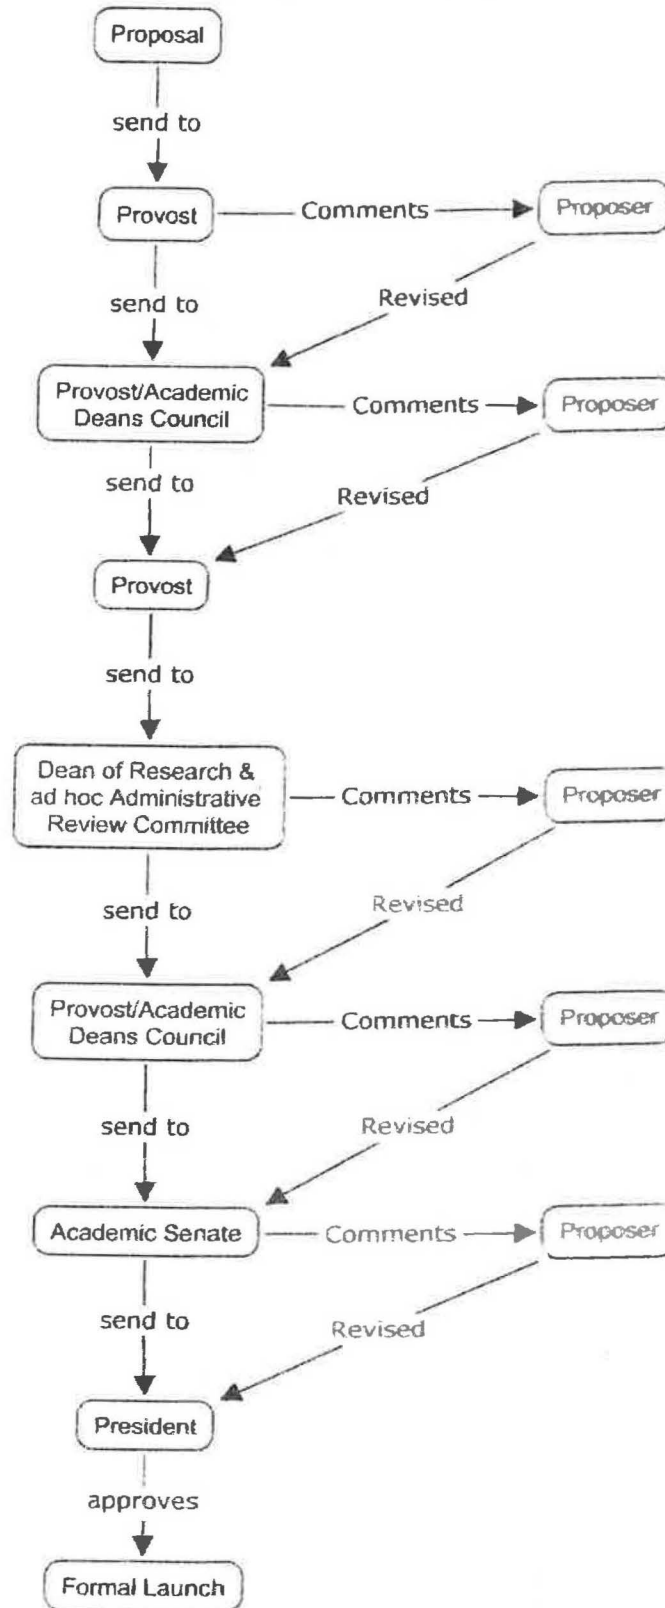 Proposal
send to
Provost
Comments
Proposer
send to
Revised
Provost/Academic
Deans Council
Comments
Proposer
send to
Revised
Provost
send to
Dean of Research &
ad hoc Administrative
Review Committee
Comments
Proposer
send to
Revised
Provost/Academic
Deans Council
Comments
Proposer
send to
Revised
Academic Senate
Comments
Proposer
send to
Revised
President
approves
Formal Launch